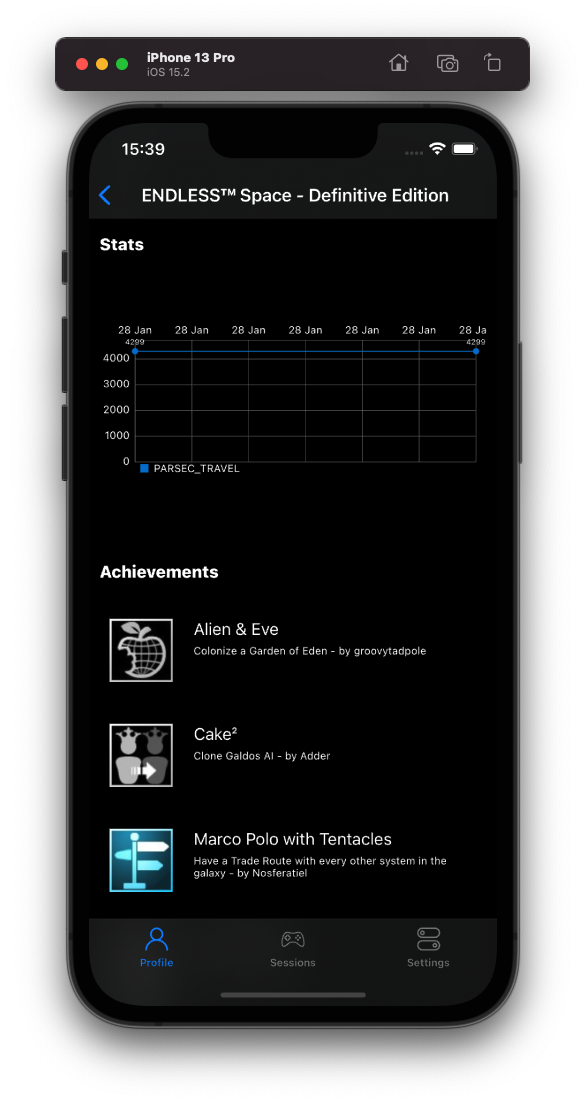 iPhone 13 Pro
iOS 15.2
15:39
ENDLESS™ Space - Definitive Edition
Stats
28 Jan 28 Jan 28 Jan 28 Jan 28 Jan 28 Jan 28 Ja
4299 4299
4000
3000
2000
1000
0
PARSEC_TRAVEL
Achievements
Alien & Eve
Colonize a Garden of Eden - by groovytadpole
Cake²
Clone Galdos AI - by Adder
Marco Polo with Tentacles
Have a Trade Route with every other system in the
galaxy - by Nosferatiel
Profile Sessions Settings